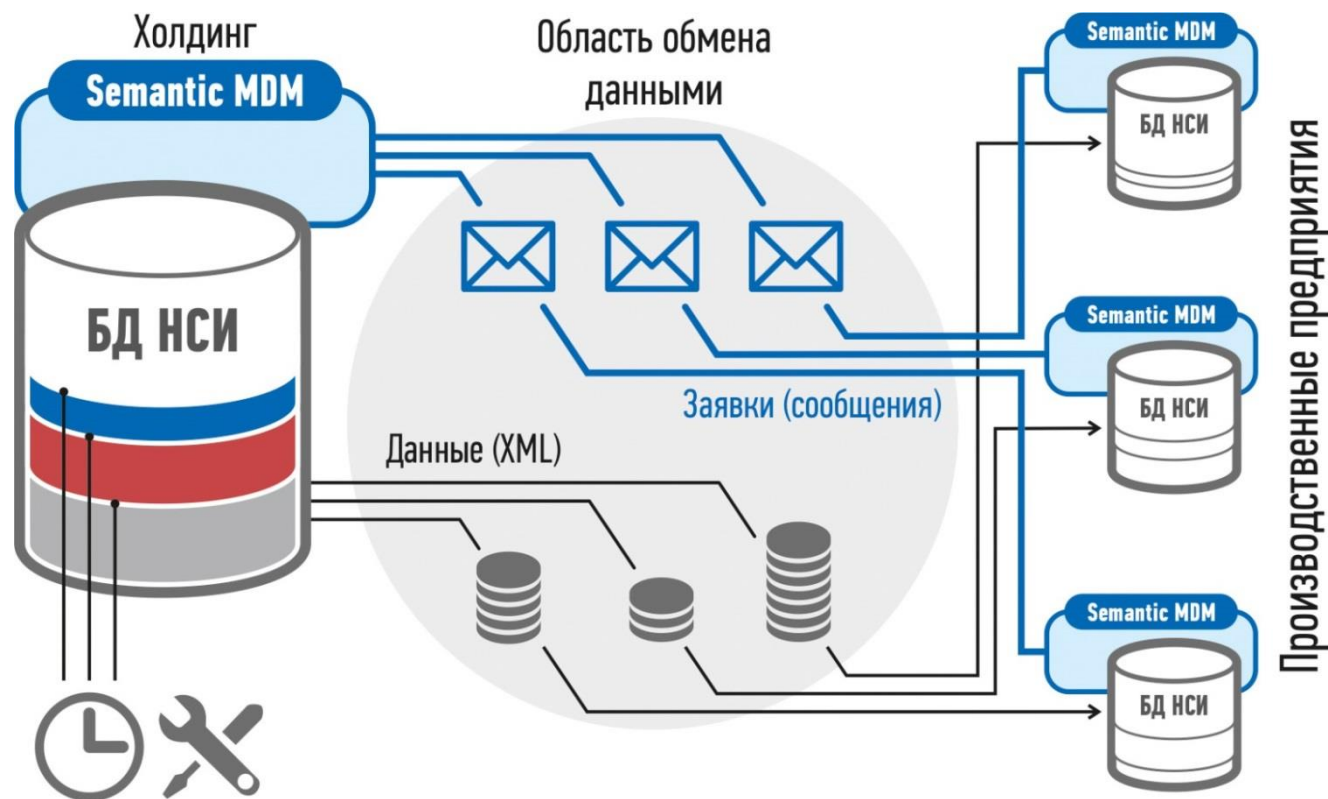 Холдинг
Semantic MDM
БД НСИ
Область обмена
данными
Заявки (сообщения)
Данные (XML)
Semantic MDM
БД НСИ
Semantic MDM
БД НСИ
Semantic MDM
БД НСИ
Производственные предприятия